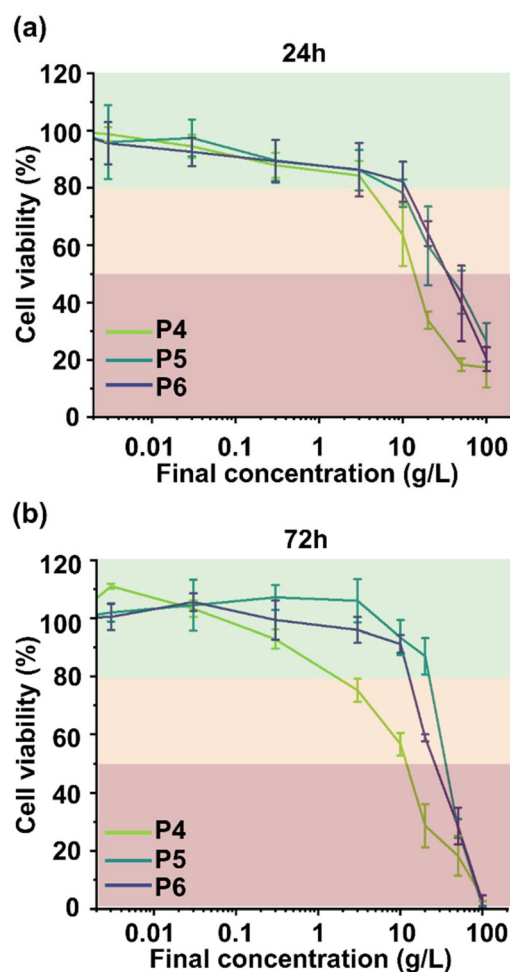 (a)
24h
120
100
80
60
40
20
0
Cell viability (%)
P4
P5
P6
0.01 0.1 1 10 100
Final concentration (g/L)
(b)
72h
120
100
80
60
40
20
0
Cell viability (%)
P4
P5
P6
0.01 0.1 1 10 100
Final concentration (g/L)